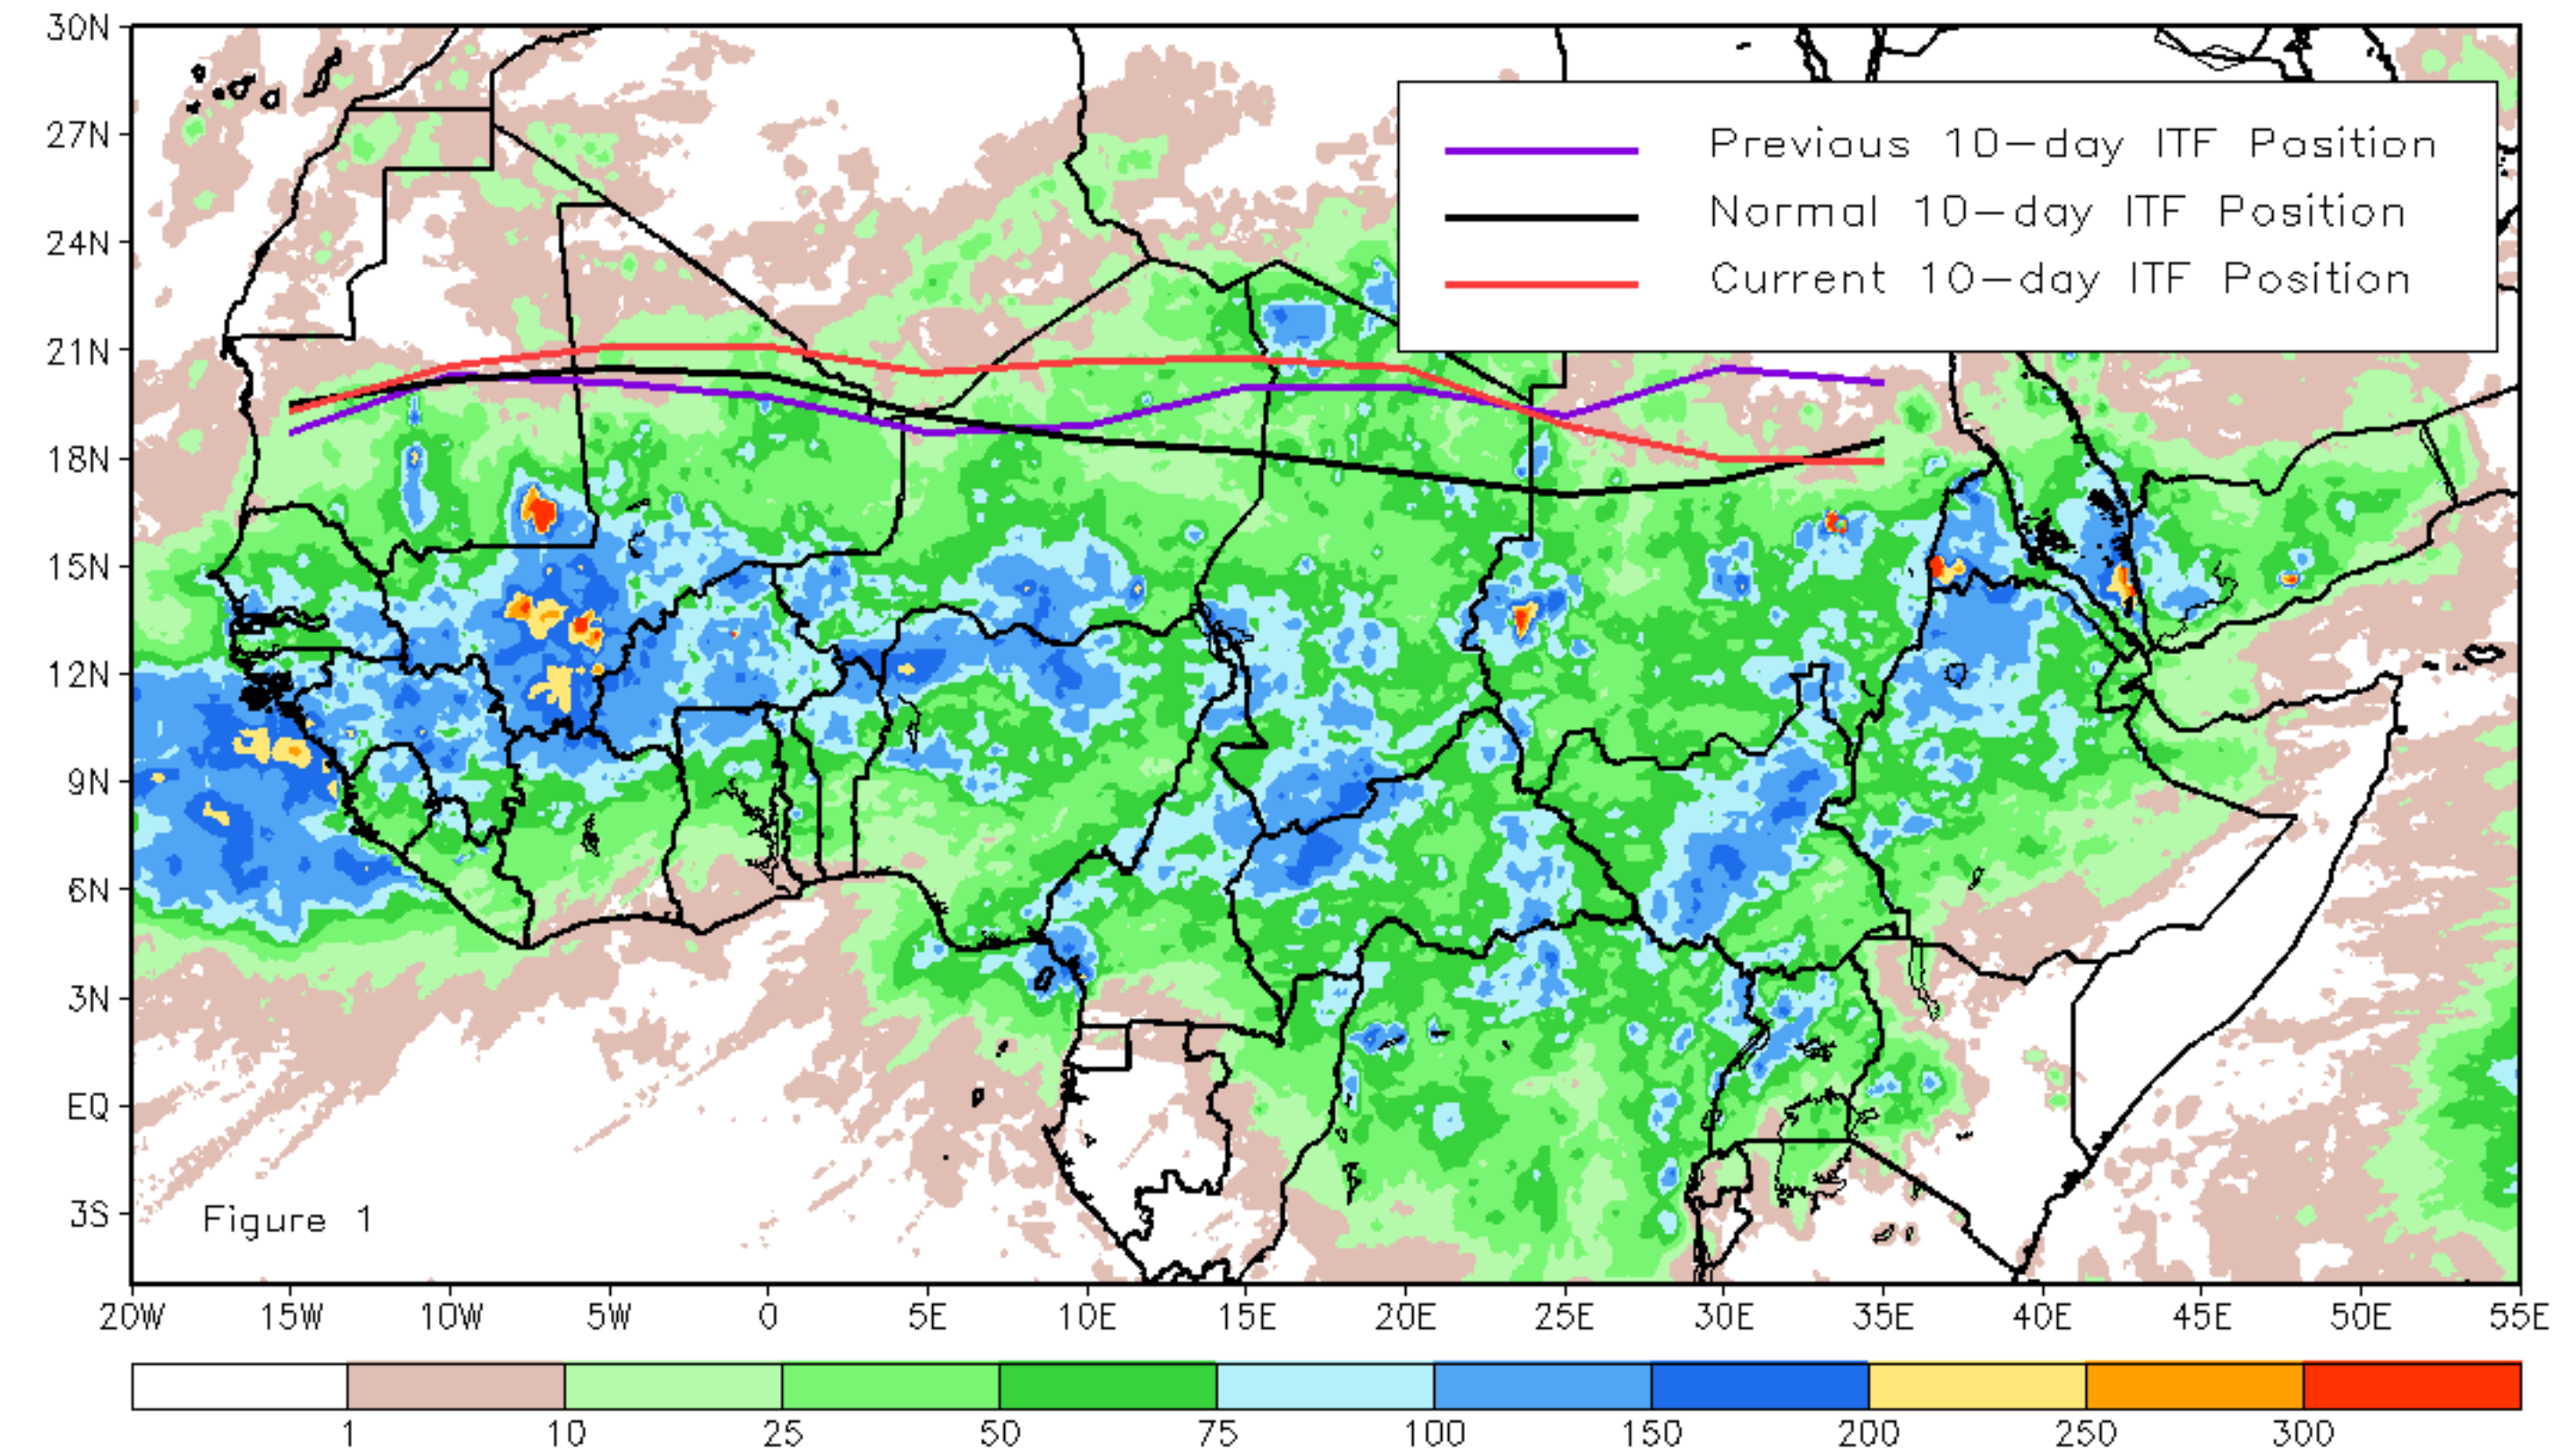 30N
27N
24N
21N
18N
15N
12N
9N
6N
3N
EQ
3S
Previous 10-day ITF Position
Normal 10-day ITF Position
Current 10-day ITF Position
Figure 1
20W 15W 10W 5W 0 5E 10E 15E 20E 25E 30E 35E 40E 45E 50E 55E
1 10 25 50 75 100 150 200 250 300